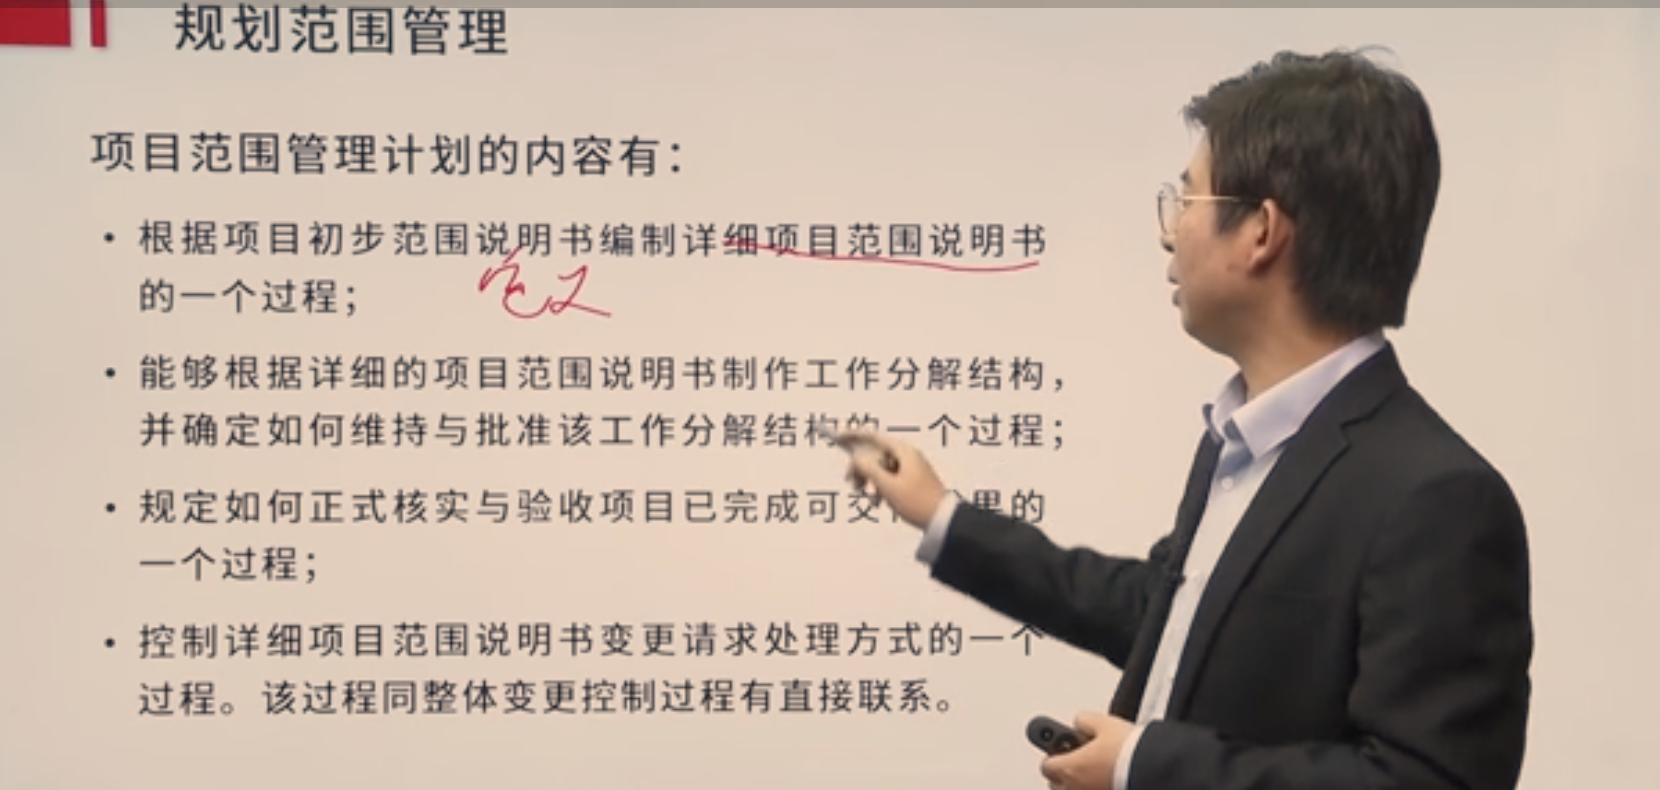 规划范围管理
项目范围管理计划的内容有：
• 根据项目初步范围说明书编制详细项目范围说明书
的一个过程；
定义
• 能够根据详细的项目范围说明书制作工作分解结构，
并确定如何维持与批准该工作分解结构的一个过程；
• 规定如何正式核实与验收项目已完成可交 果的
一个过程；
• 控制详细项目范围说明书变更请求处理方式的一个
过程。该过程同整体变更控制过程有直接联系。